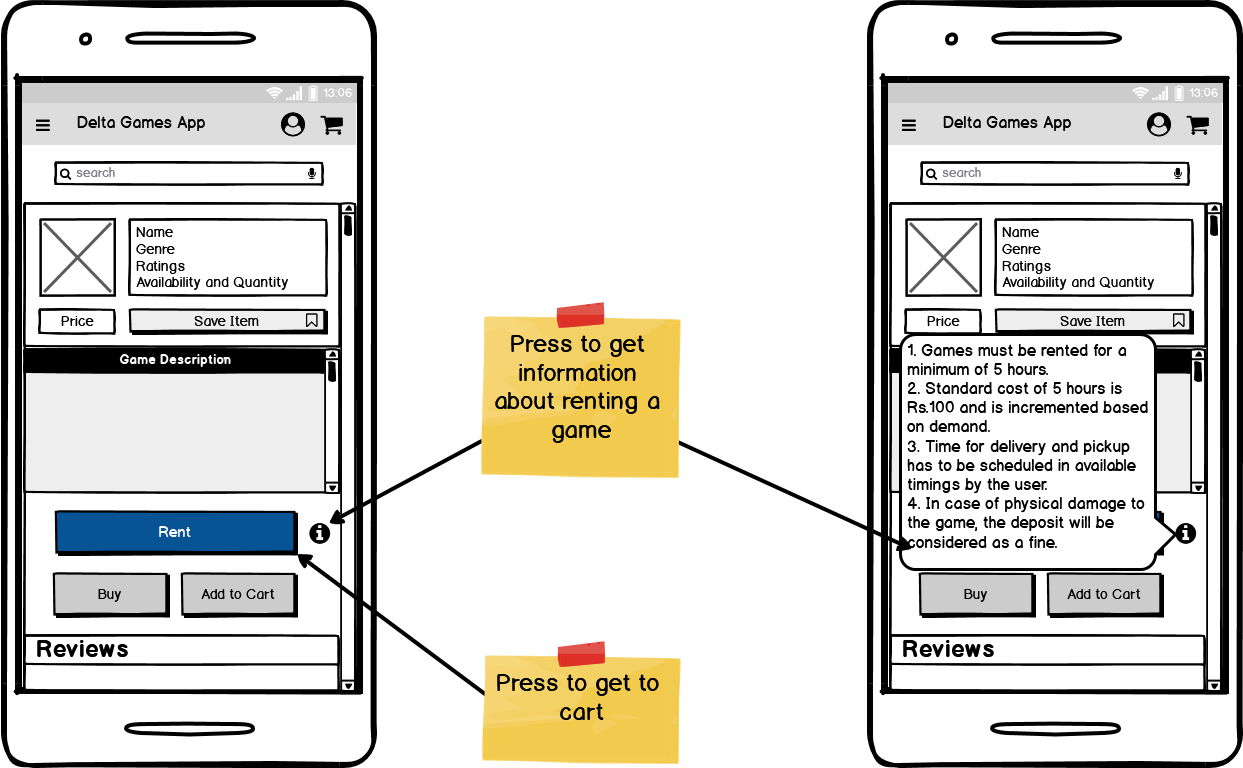 13:06
Delta Games App
search
Name
Genre
Ratings
Availability and Quantity
Price
Save Item
Game Description
Rent
Buy
Add to Cart
Reviews
Press to get
information
about renting a
game
Press to get to
cart
13:06
Delta Games App
search
Name
Genre
Ratings
Availability and Quantity
Price
Save Item
1. Games must be rented for a
minimum of 5 hours.
2. Standard cost of 5 hours is
Rs.100 and is incremented based
on demand.
3. Time for delivery and pickup
has to be scheduled in available
timings by the user.
4. In case of physical damage to
the game, the deposit will be
considered as a fine.
Buy
Add to Cart
Reviews